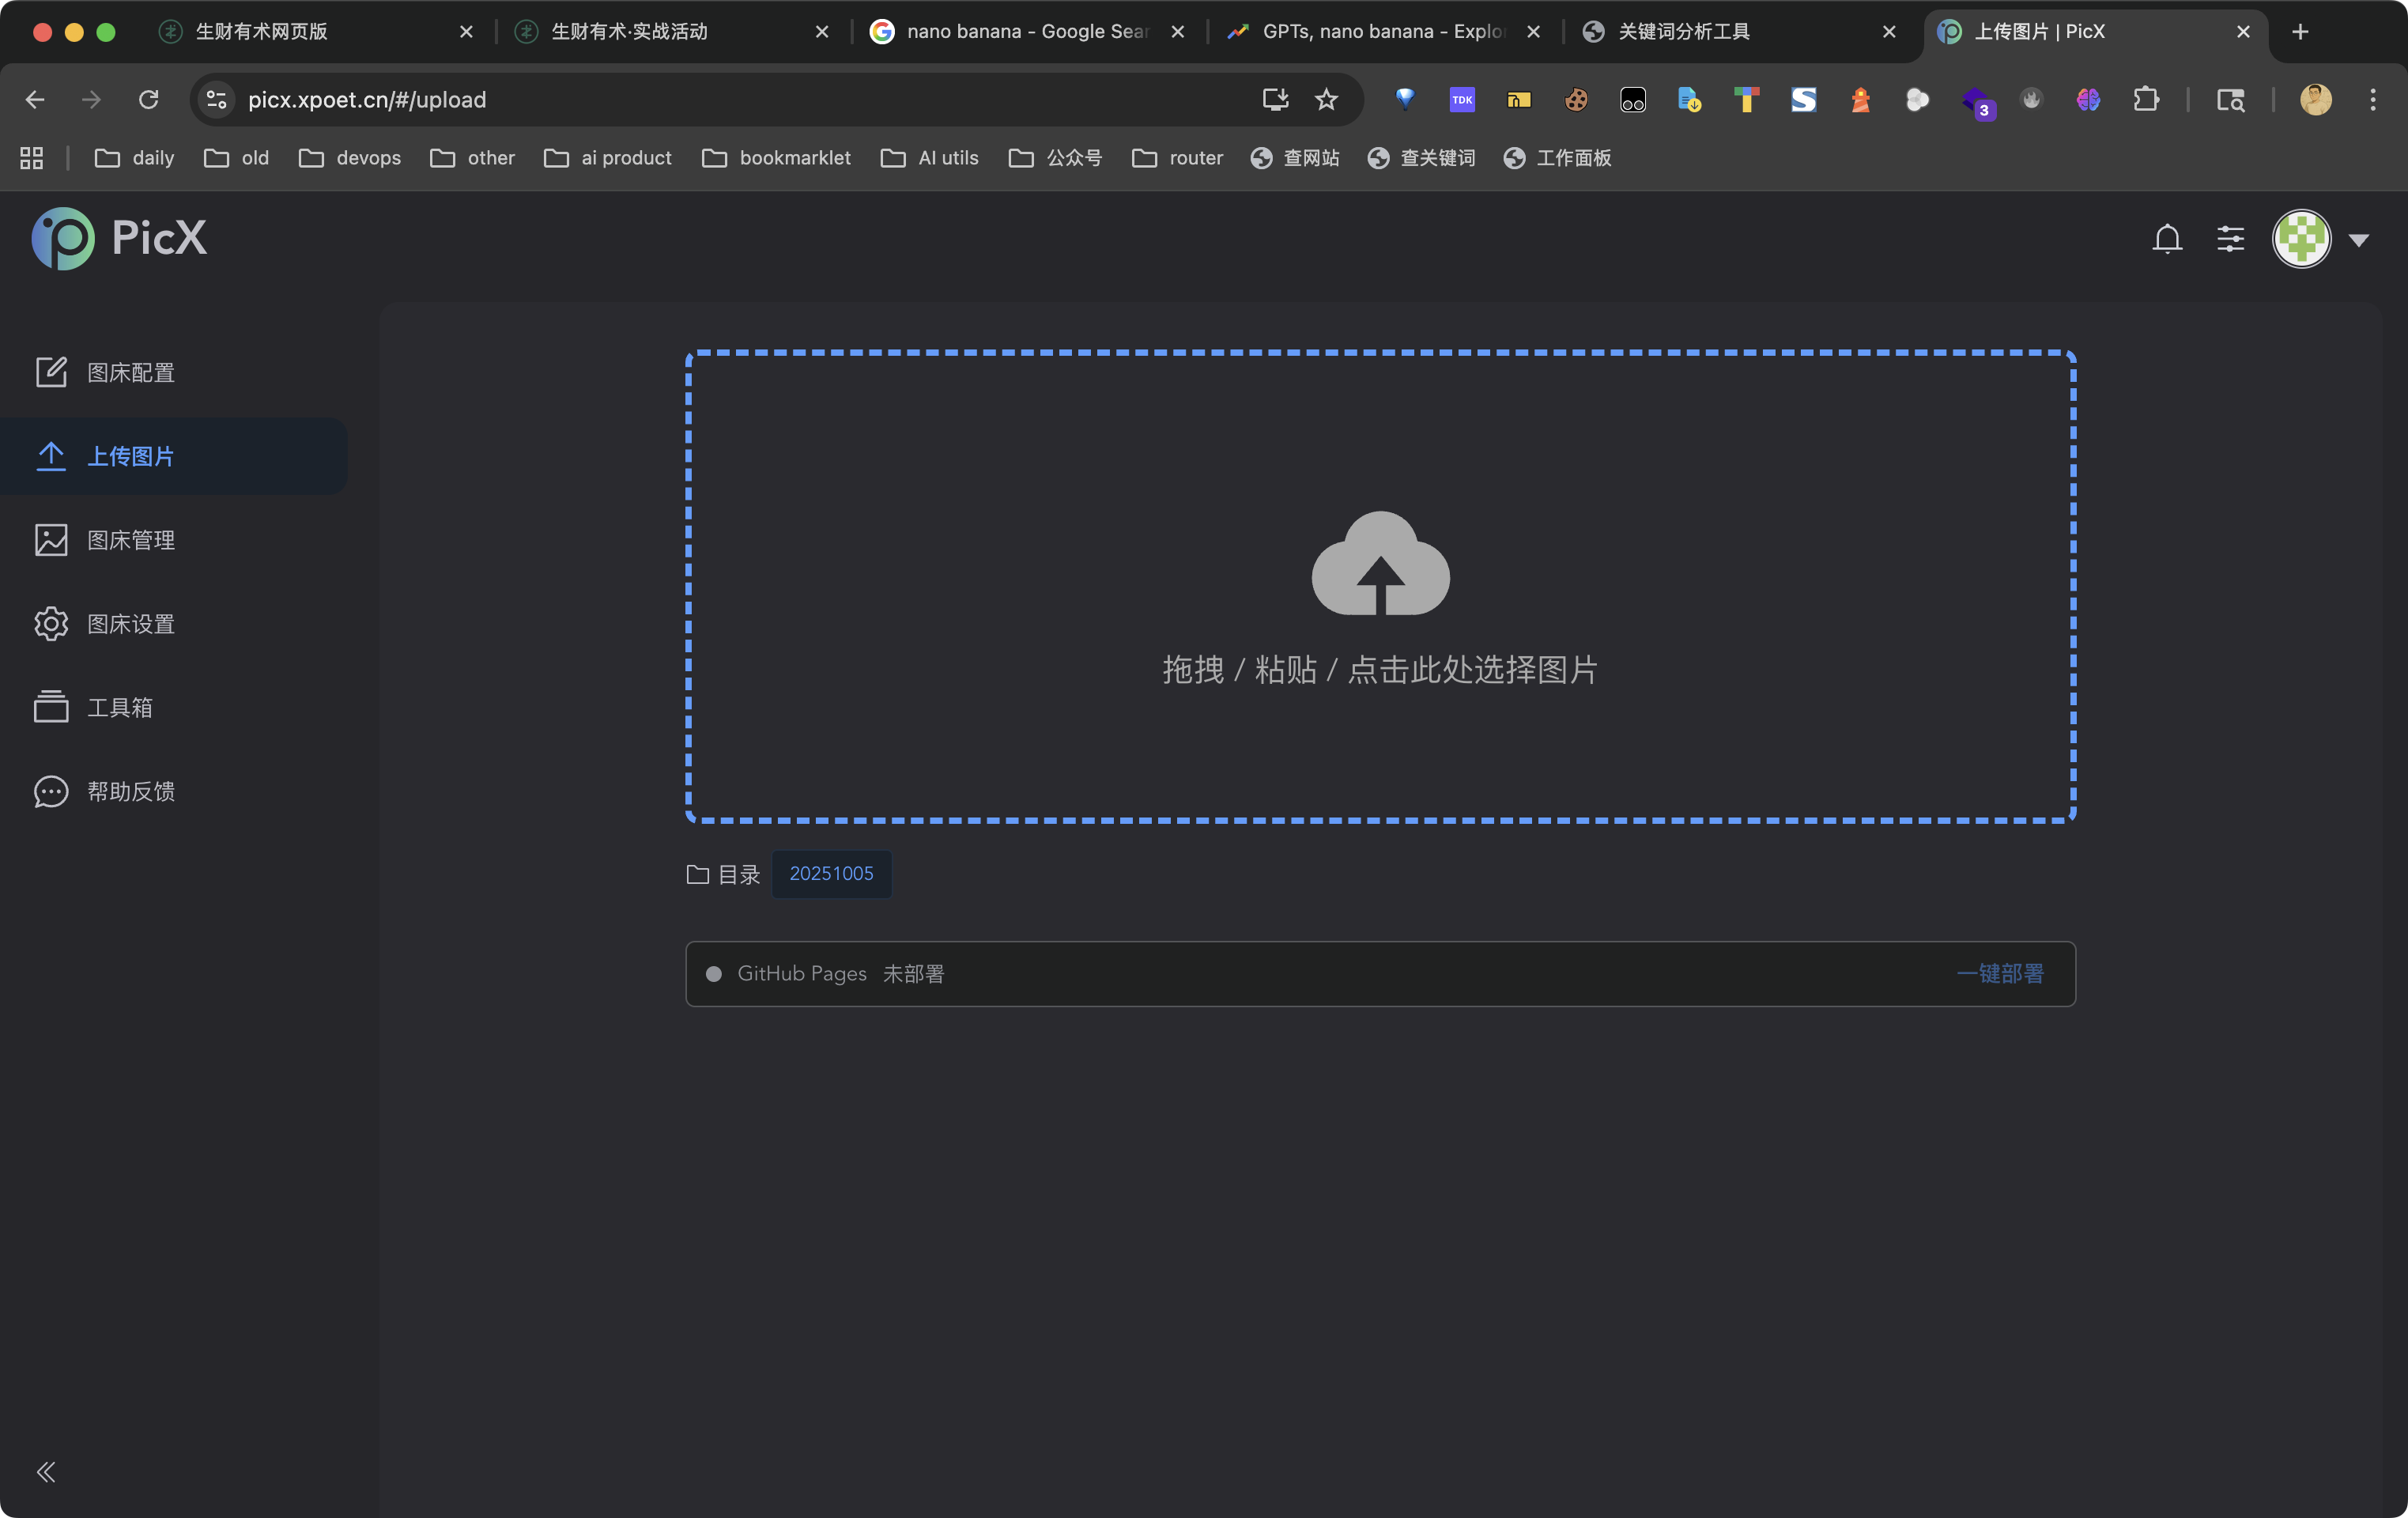 生财有术网页版
生财有术·实战活动
nano banana - Google Sear
GPTs, nano banana - Explor
关键词分析工具
上传图片 | PicX
picx.xpoet.cn/#/upload
TDK
3
daily
old
devops
other
ai product
bookmarklet
AI utils
公众号
router
查网站
查关键词
工作面板
PicX
图床配置
上传图片
图床管理
图床设置
工具箱
帮助反馈
拖拽 / 粘贴 / 点击此处选择图片
目录 20251005
GitHub Pages 未部署 一键部署